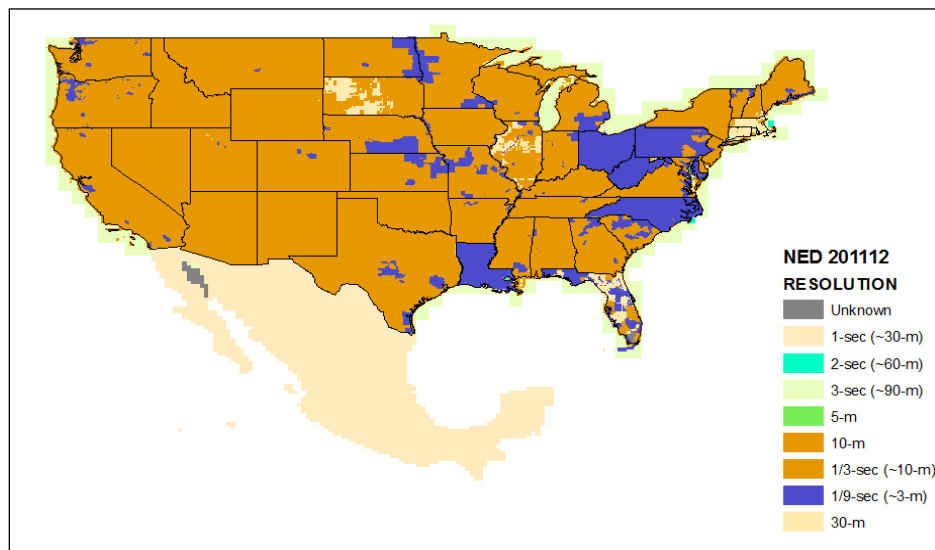 NED 201112
RESOLUTION
Unknown
1-sec (~30-m)
2-sec (~60-m)
3-sec (~90-m)
5-m
10-m
1/3-sec (~10-m)
1/9-sec (~3-m)
30-m